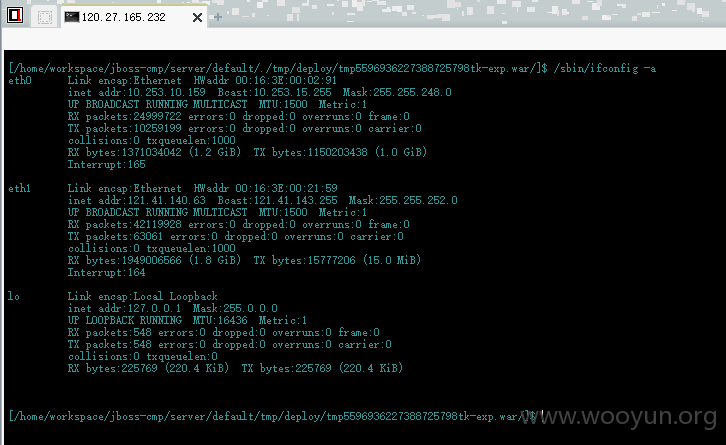 120.27.165.232
[/home/workspace/jboss-cmp/server/default/./tmp/deploy/tmp5596936227388725798tk-exp.war/]$ /sbin/ifconfig -a
eth0 Link encap:Ethernet HWaddr 00:16:3E:00:02:91
inet addr:10.253.10.159 Bcast:10.253.15.255 Mask:255.255.248.0
UP BROADCAST RUNNING MULTICAST MTU:1500 Metric:1
RX packets:24999722 errors:0 dropped:0 overruns:0 frame:0
TX packets:10259199 errors:0 dropped:0 overruns:0 carrier:0
collisions:0 txqueuelen:1000
RX bytes:1371034042 (1.2 GiB) TX bytes:1150203438 (1.0 GiB)
Interrupt:165
eth1 Link encap:Ethernet HWaddr 00:16:3E:00:21:59
inet addr:121.41.140.63 Bcast:121.41.143.255 Mask:255.255.252.0
UP BROADCAST RUNNING MULTICAST MTU:1500 Metric:1
RX packets:42119928 errors:0 dropped:0 overruns:0 frame:0
TX packets:63061 errors:0 dropped:0 overruns:0 carrier:0
collisions:0 txqueuelen:1000
RX bytes:1949006566 (1.8 GiB) TX bytes:15777206 (15.0 MiB)
Interrupt:164
lo Link encap:Local Loopback
inet addr:127.0.0.1 Mask:255.0.0.0
UP LOOPBACK RUNNING MTU:16436 Metric:1
RX packets:548 errors:0 dropped:0 overruns:0 frame:0
TX packets:548 errors:0 dropped:0 overruns:0 carrier:0
collisions:0 txqueuelen:0
RX bytes:225769 (220.4 KiB) TX bytes:225769 (220.4 KiB)
[/home/workspace/jboss-cmp/server/default/tmp/deploy/tmp5596936227388725798tk-exp.war/]$
www.wooyun.org